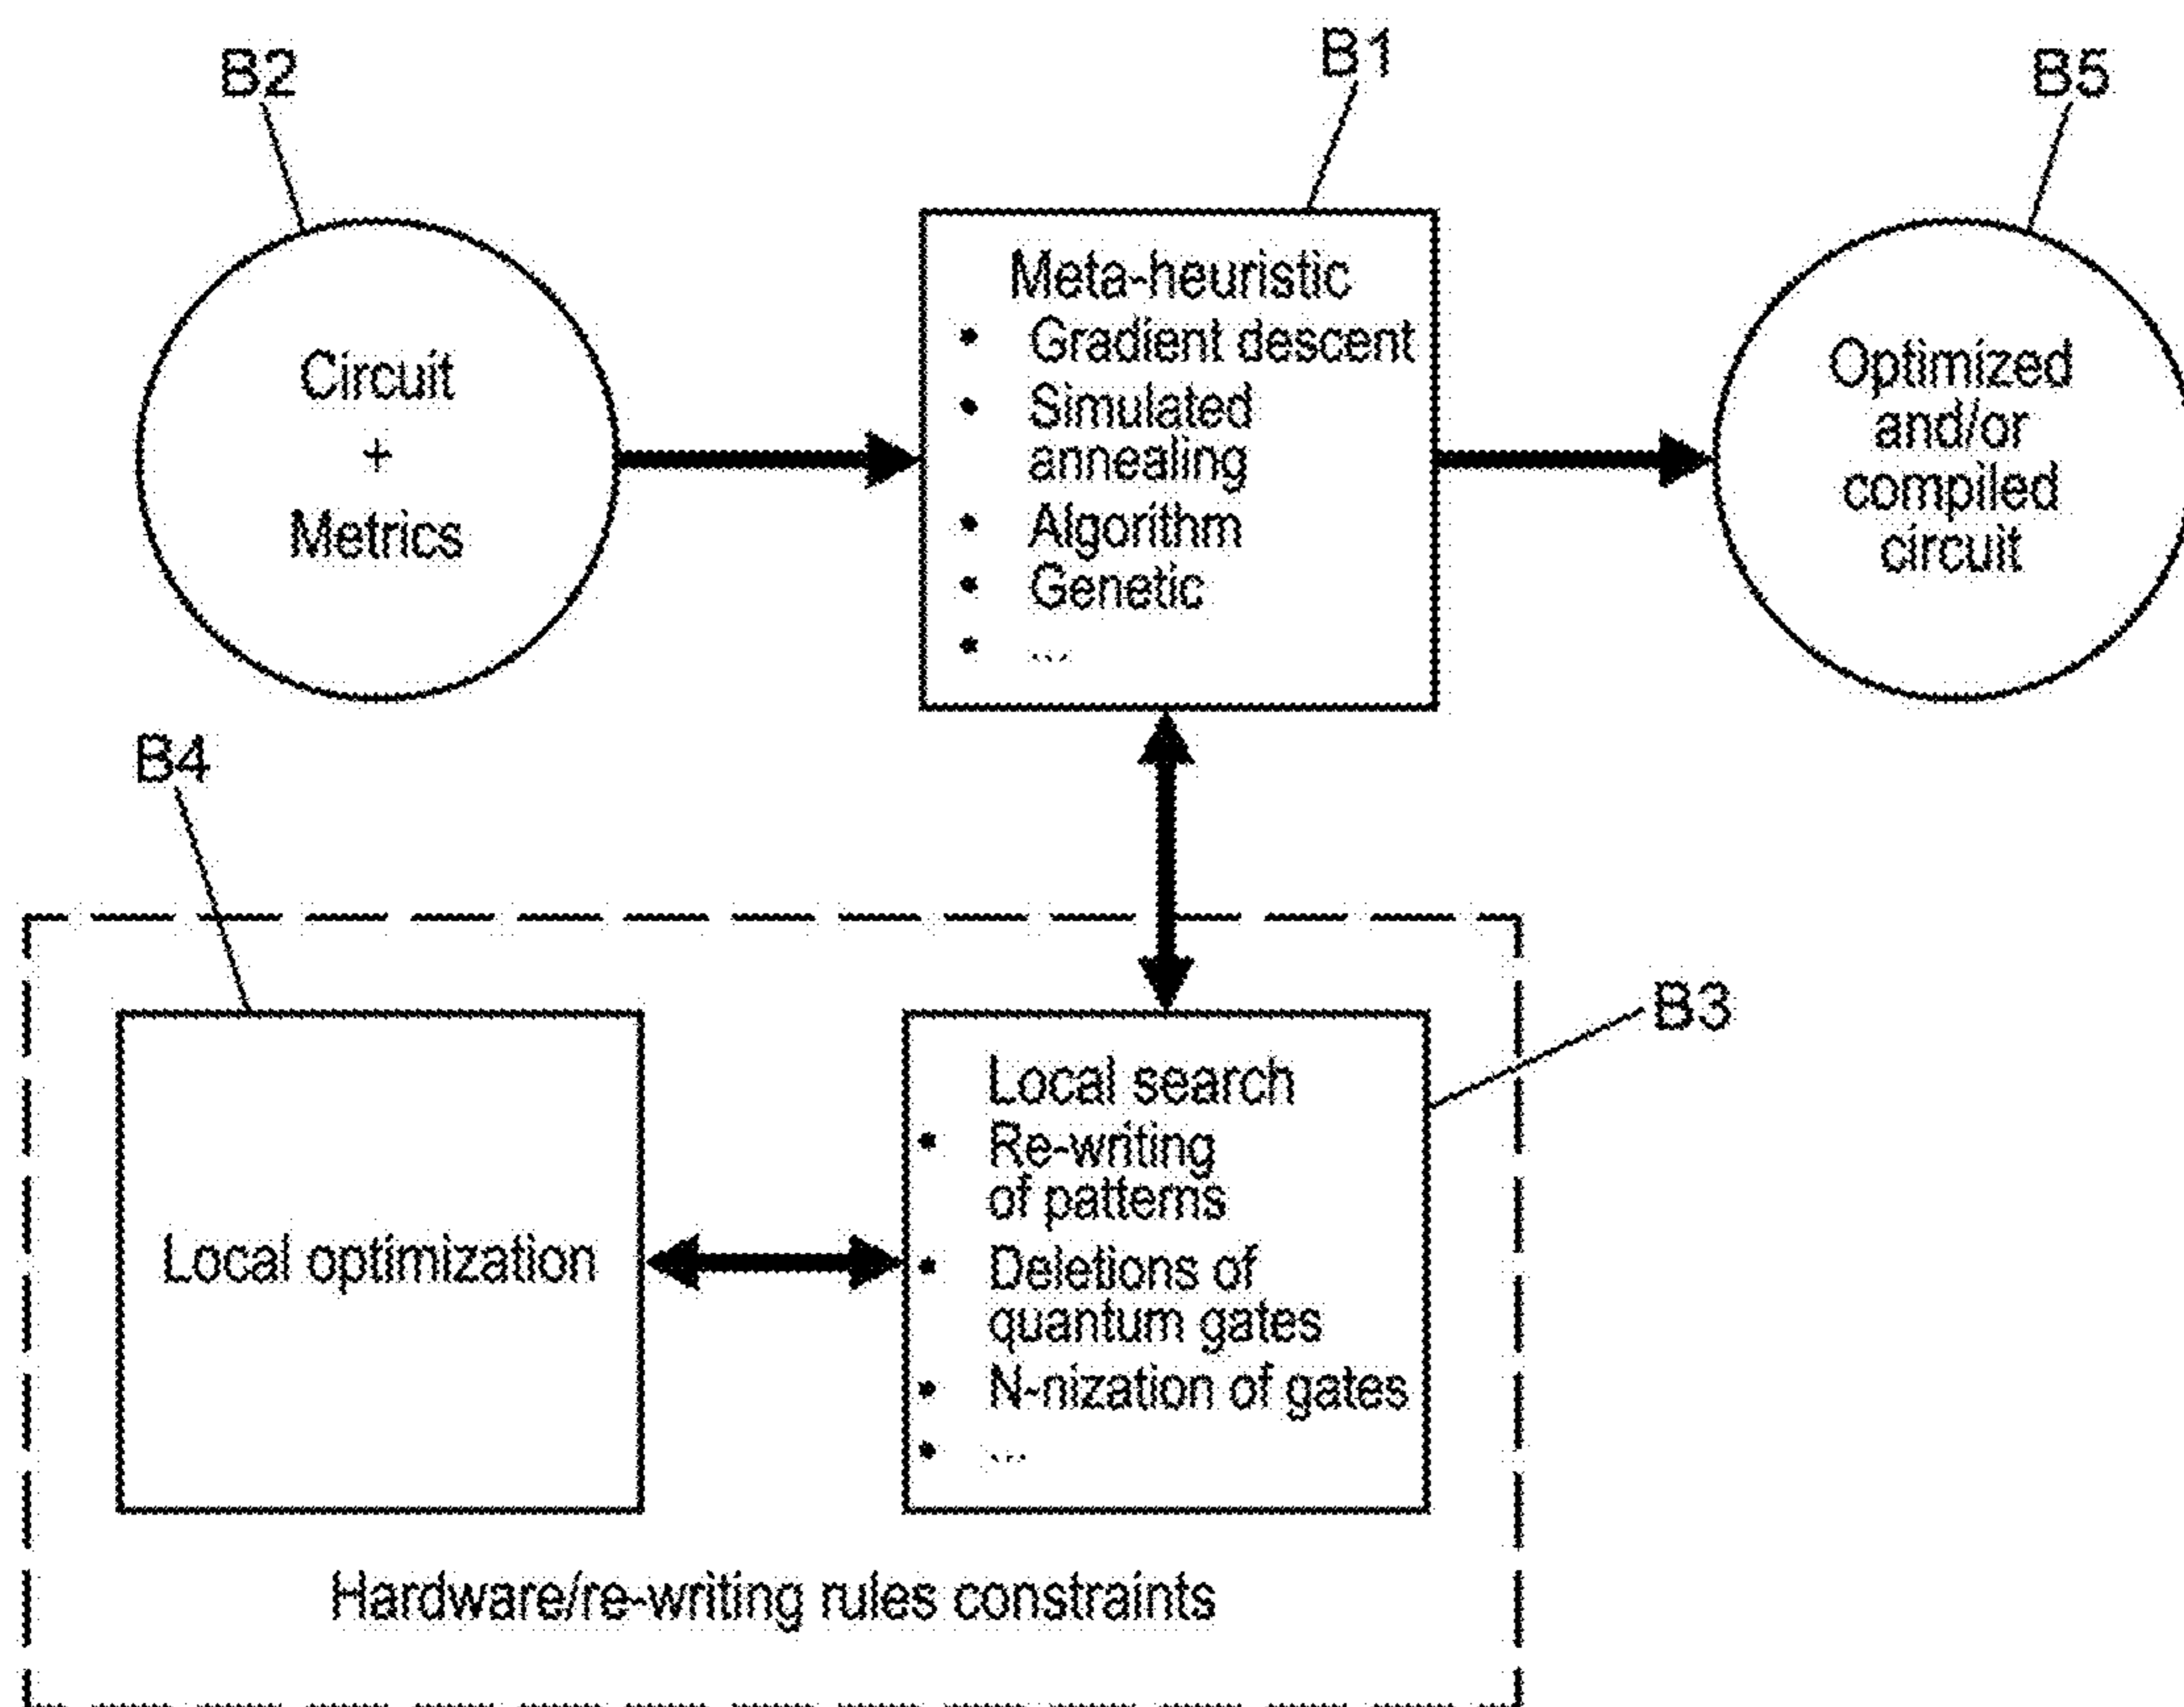 B2
B1
B5
Circuit
+
Metrics
Meta-heuristic
• Gradient descent
• Simulated
annealing
• Algorithm
• Genetic
• ...
Optimized
and/or
compiled
circuit
B4
B3
Local optimization
Local search
• Re-writing
of patterns
• Deletions of
quantum gates
• N-nization of gates
• ...
Hardware/re-writing rules constraints